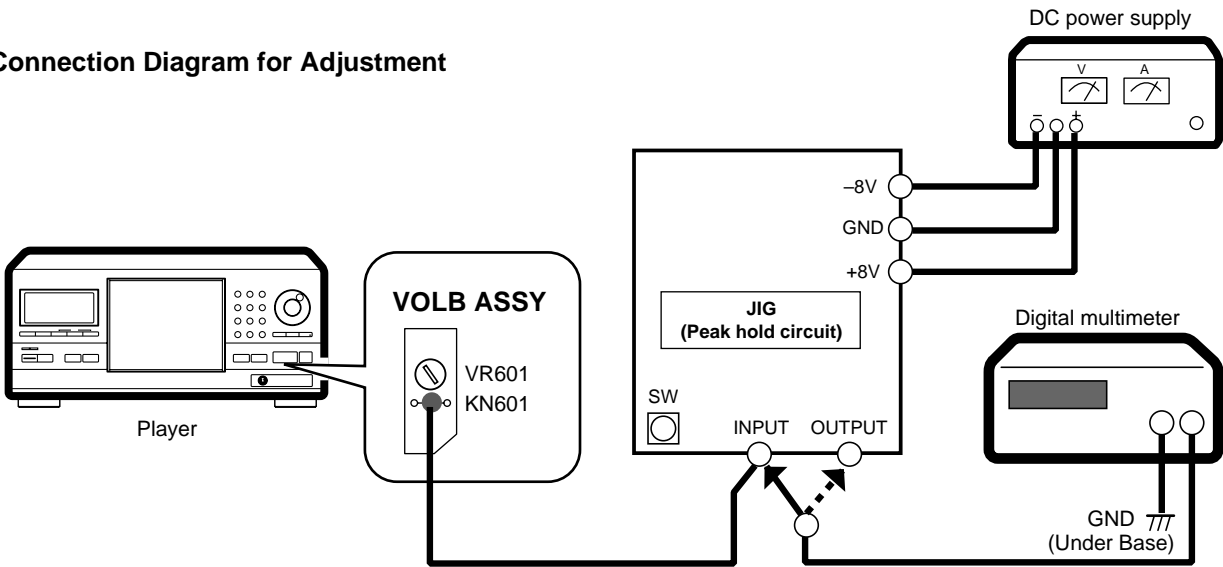 DC power supply
Connection Diagram for Adjustment
V A
– +
–8V
GND
+8V
VOLB ASSY
JIG
(Peak hold circuit)
Digital multimeter
VR601
KN601
SW
INPUT OUTPUT
Player
GND
(Under Base)